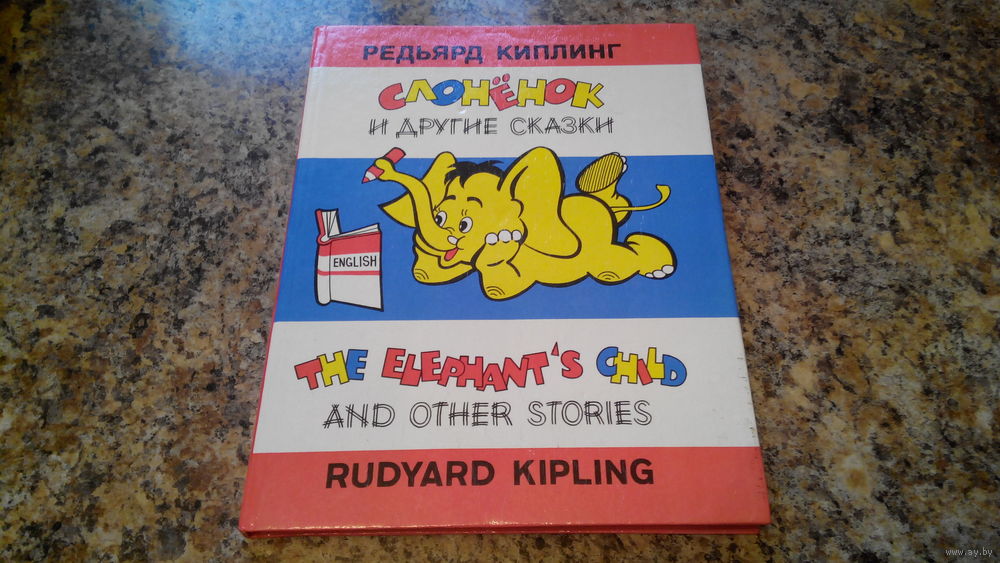 РЕДЬЯРД КИПЛИНГ
СЛОНЁНОК
И ДРУГИЕ СКАЗКИ
ENGLISH
THE ELEPHANT'S CHILD
AND OTHER STORIES
RUDYARD KIPLING
www.ay.by